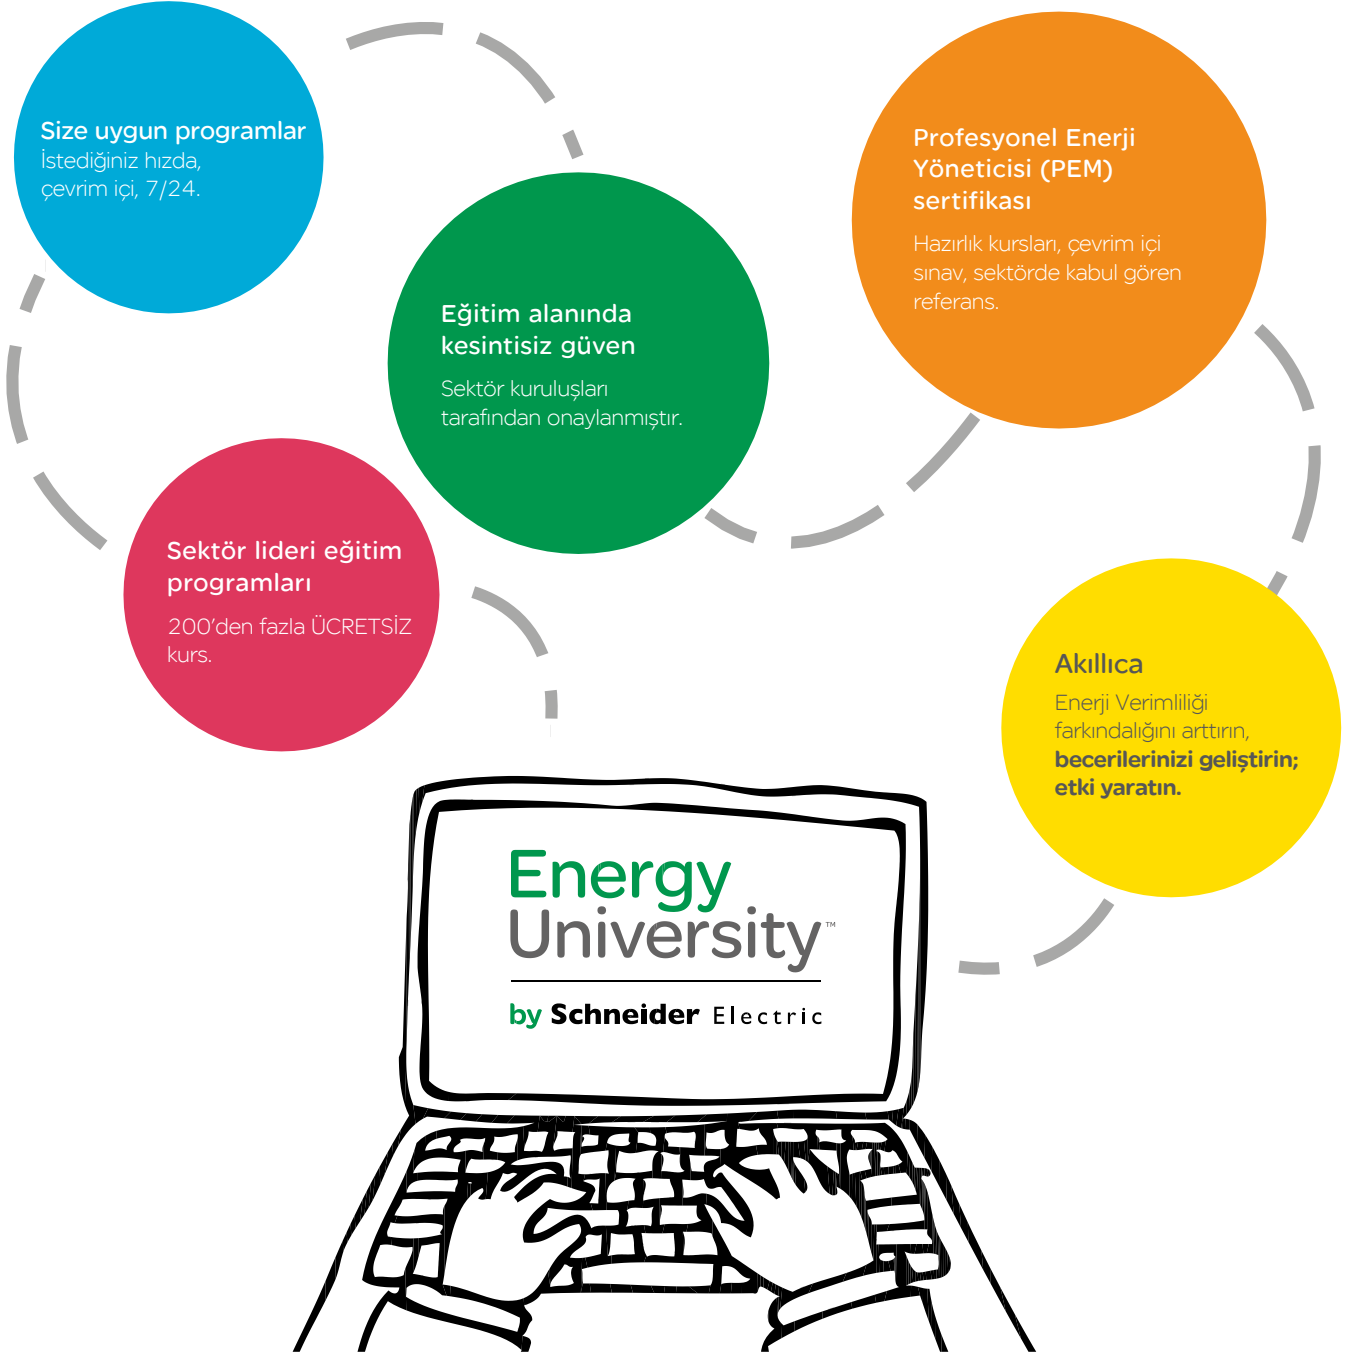 Size uygun programlar
İstediğiniz hızda,
çevrim içi, 7/24.
Eğitim alanında
kesintisiz güven
Sektör kuruluşları
tarafından onaylanmıştır.
Profesyonel Enerji
Yöneticisi (PEM)
sertifikası
Hazırlık kursları, çevrim içi
sınav, sektörde kabul gören
referans.
Sektör lideri eğitim
programları
200'den fazla ÜCRETSİZ
kurs.
Akıllıca
Enerji Verimliliği
farkındalığını arttırın,
becerilerinizi geliştirin;
etki yaratın.
Energy
University™
by Schneider Electric